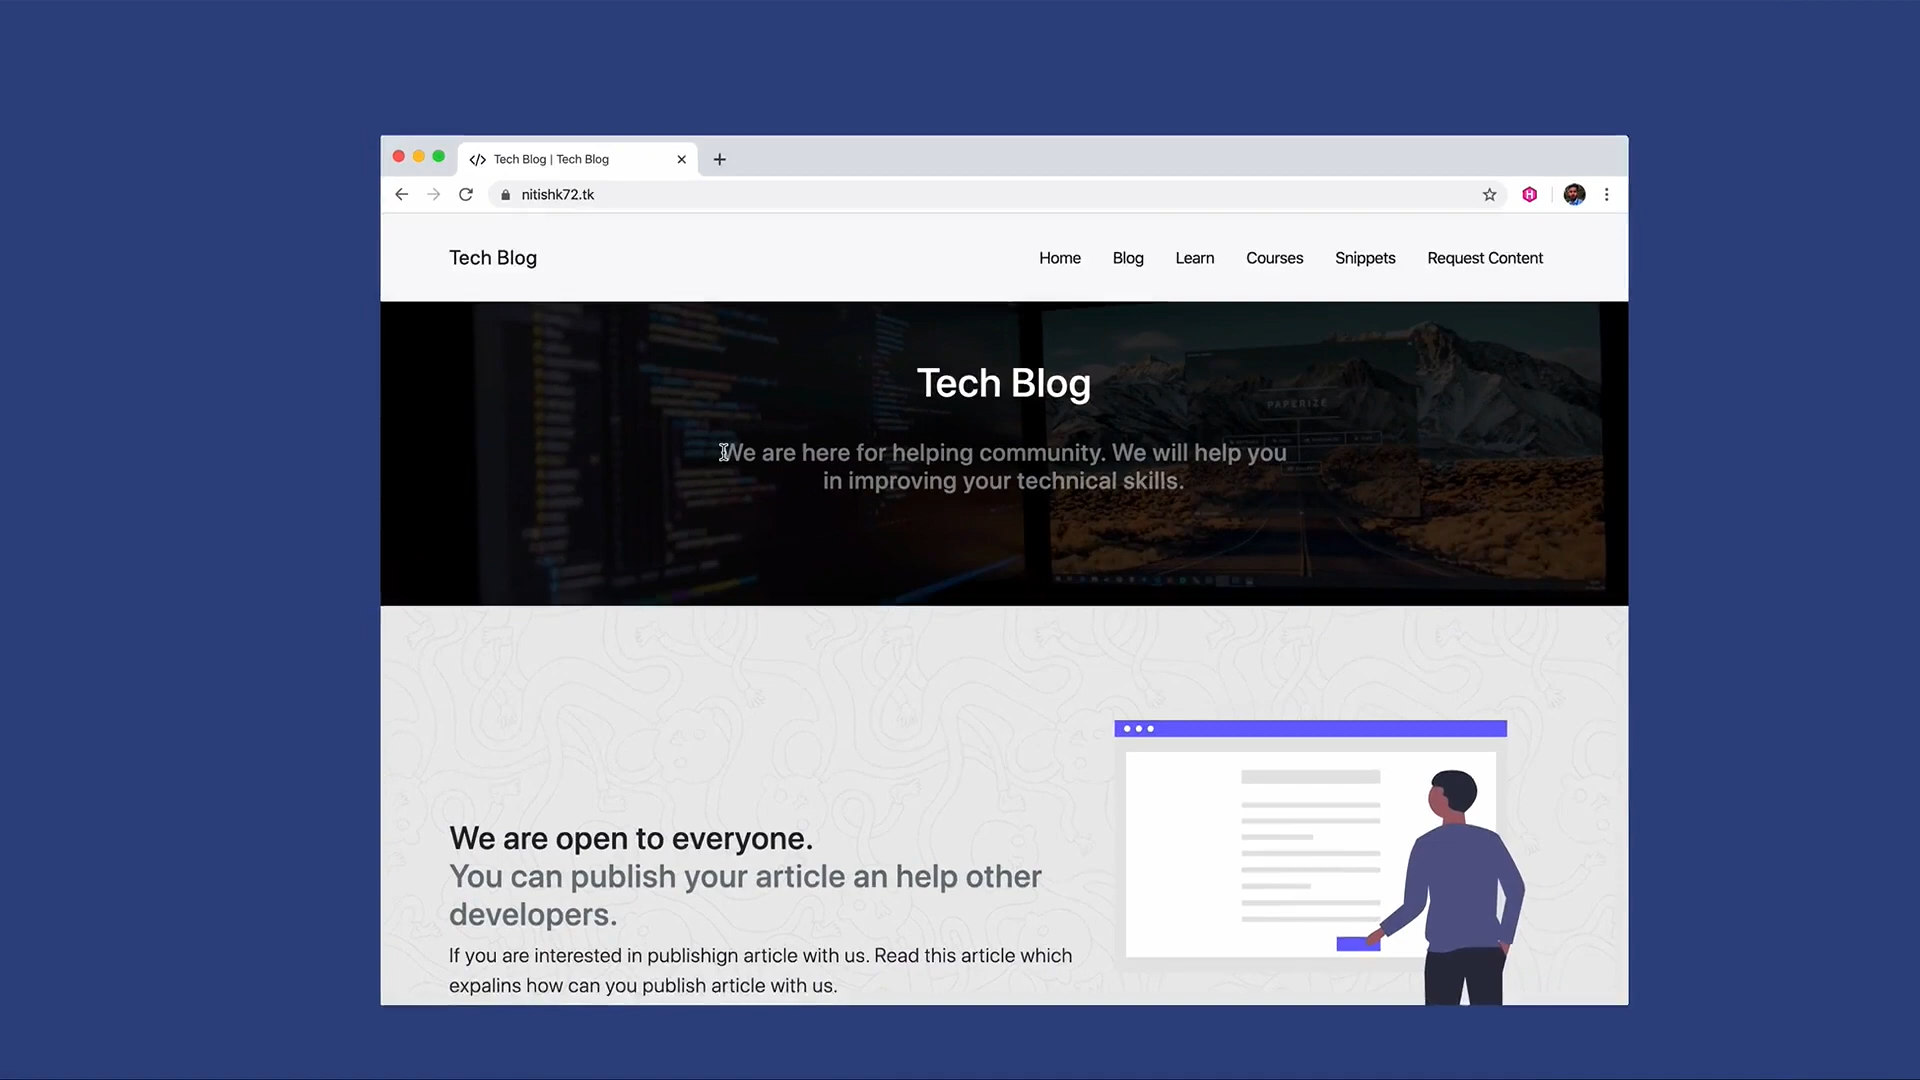 </> Tech Blog | Tech Blog
nitishk72.tk
Tech Blog
Home Blog Learn Courses Snippets Request Content
Tech Blog
PAPERIZE
We are here for helping community. We will help you
in improving your technical skills.
We are open to everyone.
You can publish your article an help other
developers.
If you are interested in publishign article with us. Read this article which
expalins how can you publish article with us.